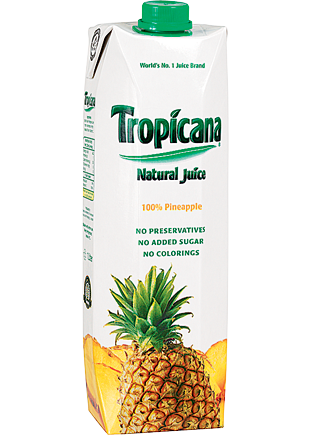 World's No. 1 Juice Brand
Tropicana®
Natural Juice
100% Pineapple
NO PRESERVATIVES
NO ADDED SUGAR
NO COLORINGS